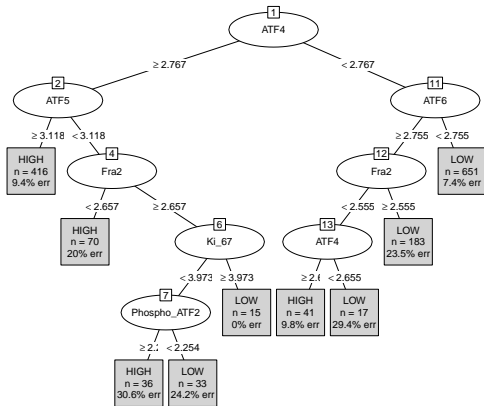 1
ATF4
≥ 2.767
< 2.767
2
ATF5
11
ATF6
≥ 3.118
< 3.118
≥ 2.755
< 2.755
HIGH
n = 416
9.4% err
4
Fra2
12
Fra2
LOW
n = 651
7.4% err
< 2.657
≥ 2.657
< 2.555
≥ 2.555
HIGH
n = 70
20% err
6
Ki_67
13
ATF4
LOW
n = 183
23.5% err
< 3.973
≥ 3.973
< 2.655
7
Phospho_ATF2
LOW
n = 15
0% err
HIGH
n = 41
9.8% err
LOW
n = 17
29.4% err
< 2.254
HIGH
n = 36
30.6% err
LOW
n = 33
24.2% err